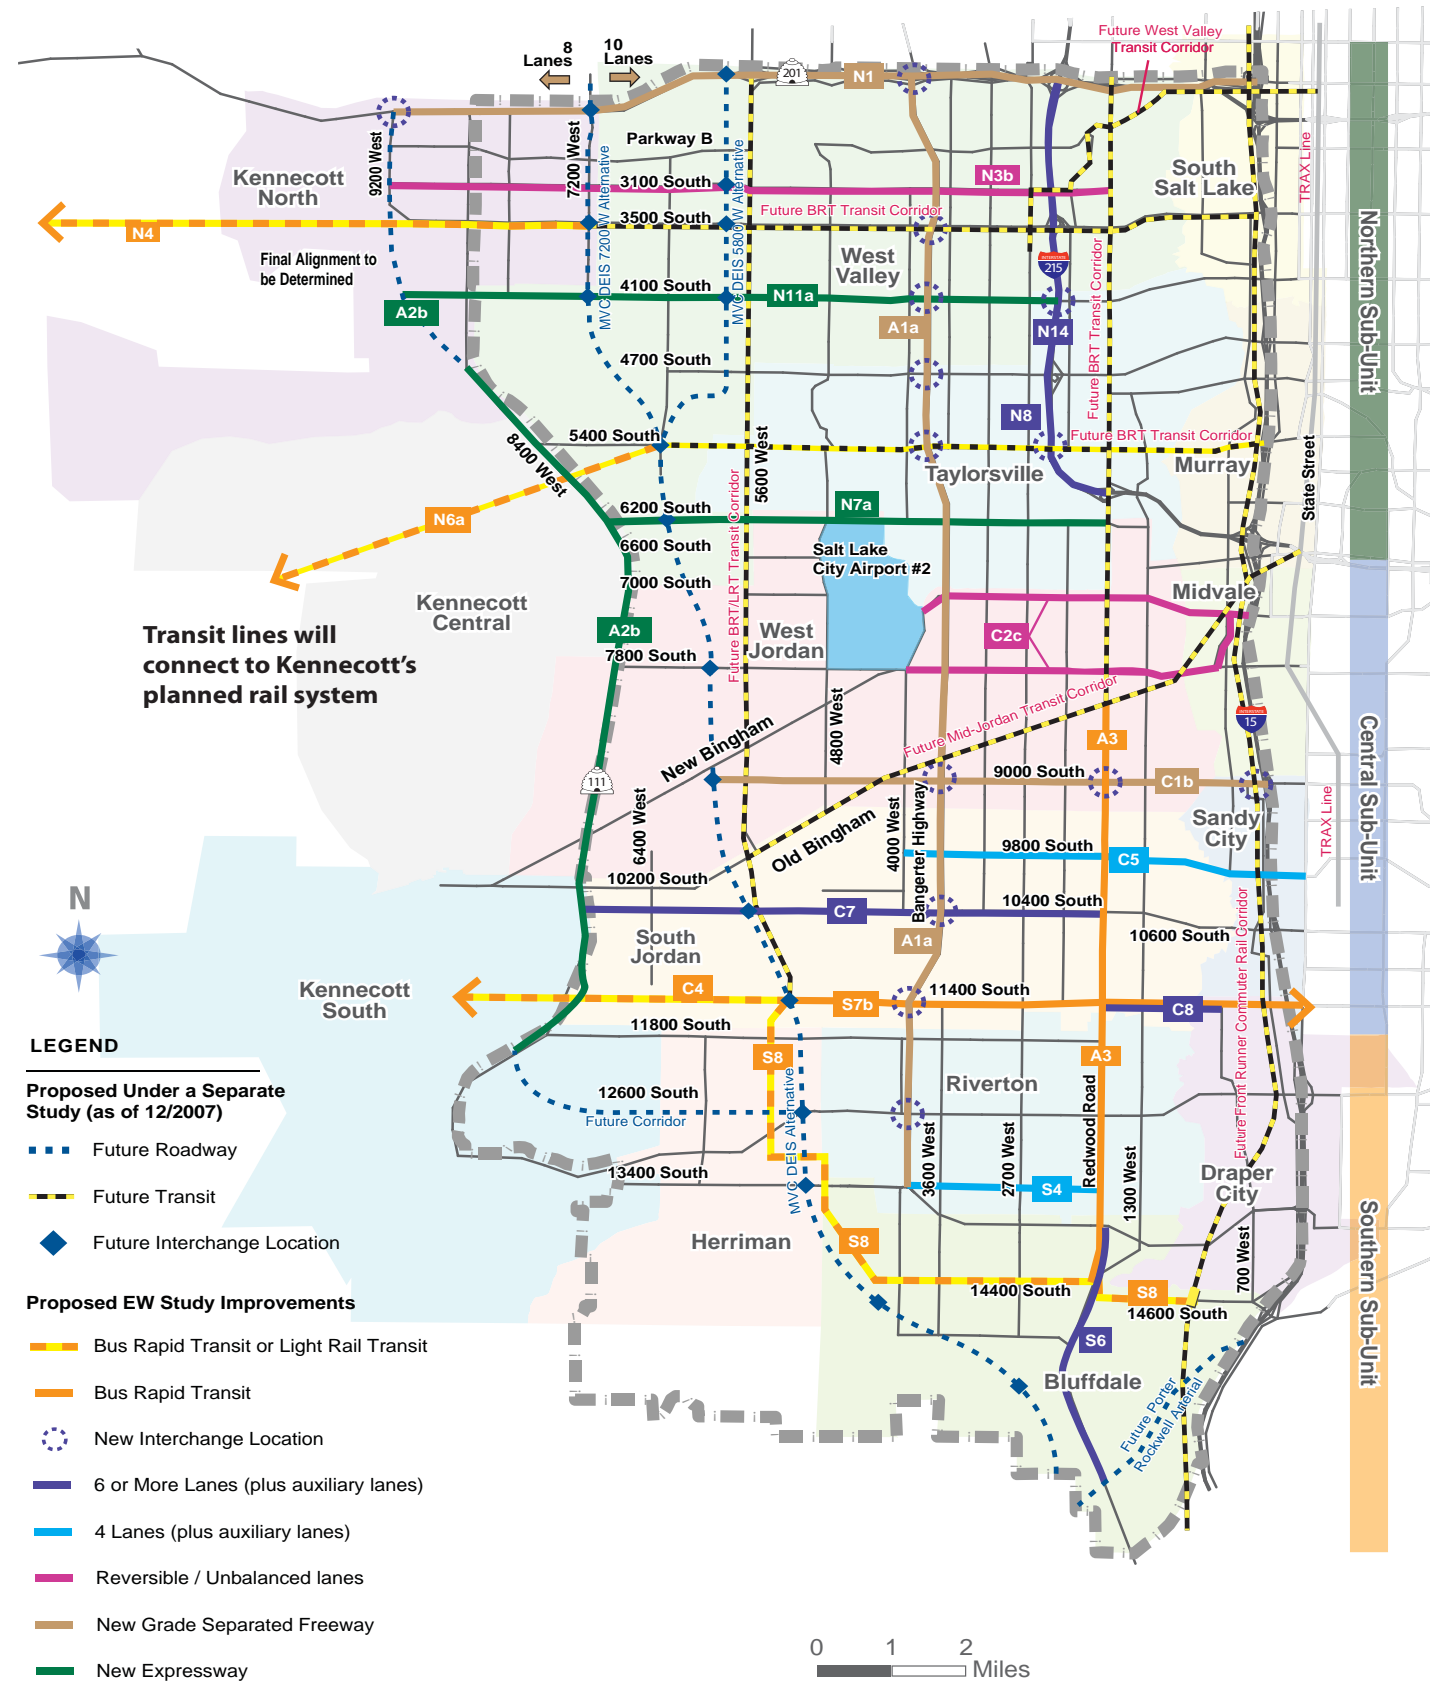 8
Lanes
10
Lanes
201
N1
Future West Valley
Transit Corridor
9200 West
7200 West
Parkway B
MVC DEIS 7200W Alternative
MVC DEIS 5800W Alternative
3100 South
N3b
South
Salt Lake
TRAX Line
Kennecott
North
N4
3500 South
Future BRT Transit Corridor
Final Alignment to
be Determined
West
Valley
INTERSTATE
215
4100 South
N11a
A2b
A1a
N14
Future BRT Transit Corridor
Northern Sub-Unit
4700 South
N8
5400 South
Future BRT Transit Corridor
8400 West
5600 West
Taylorsville
Murray
State Street
N6a
6200 South
N7a
6600 South
Salt Lake
City Airport #2
7000 South
Future BRT/LRT Transit Corridor
Kennecott
Central
Midvale
A2b
West
Jordan
C2c
Transit lines will
connect to Kennecott's
planned rail system
7800 South
4800 West
Future Mid-Jordan Transit Corridor
INTERSTATE
15
New Bingham
A3
111
9000 South
C1b
Central Sub-Unit
6400 West
Old Bingham
4000 West
Bangerter Highway
Sandy
City
TRAX Line
9800 South
C5
10200 South
N
C7
10400 South
10600 South
South
Jordan
A1a
Future Front Runner Commuter Rail Corridor
Kennecott
South
C4
S7b
11400 South
C8
11800 South
S8
A3
Riverton
12600 South
Future Corridor
MVC DEIS Alternative
Redwood Road
3600 West
2700 West
1300 West
13400 South
S4
Draper
City
Herriman
S8
700 West
14400 South
S8
14600 South
S6
Bluffdale
Future Porter
Rockwell Arterial
Southern Sub-Unit
LEGEND
Proposed Under a Separate
Study (as of 12/2007)
Future Roadway
Future Transit
Future Interchange Location
Proposed EW Study Improvements
Bus Rapid Transit or Light Rail Transit
Bus Rapid Transit
New Interchange Location
6 or More Lanes (plus auxiliary lanes)
4 Lanes (plus auxiliary lanes)
Reversible / Unbalanced lanes
New Grade Separated Freeway
New Expressway
0 1 2
Miles